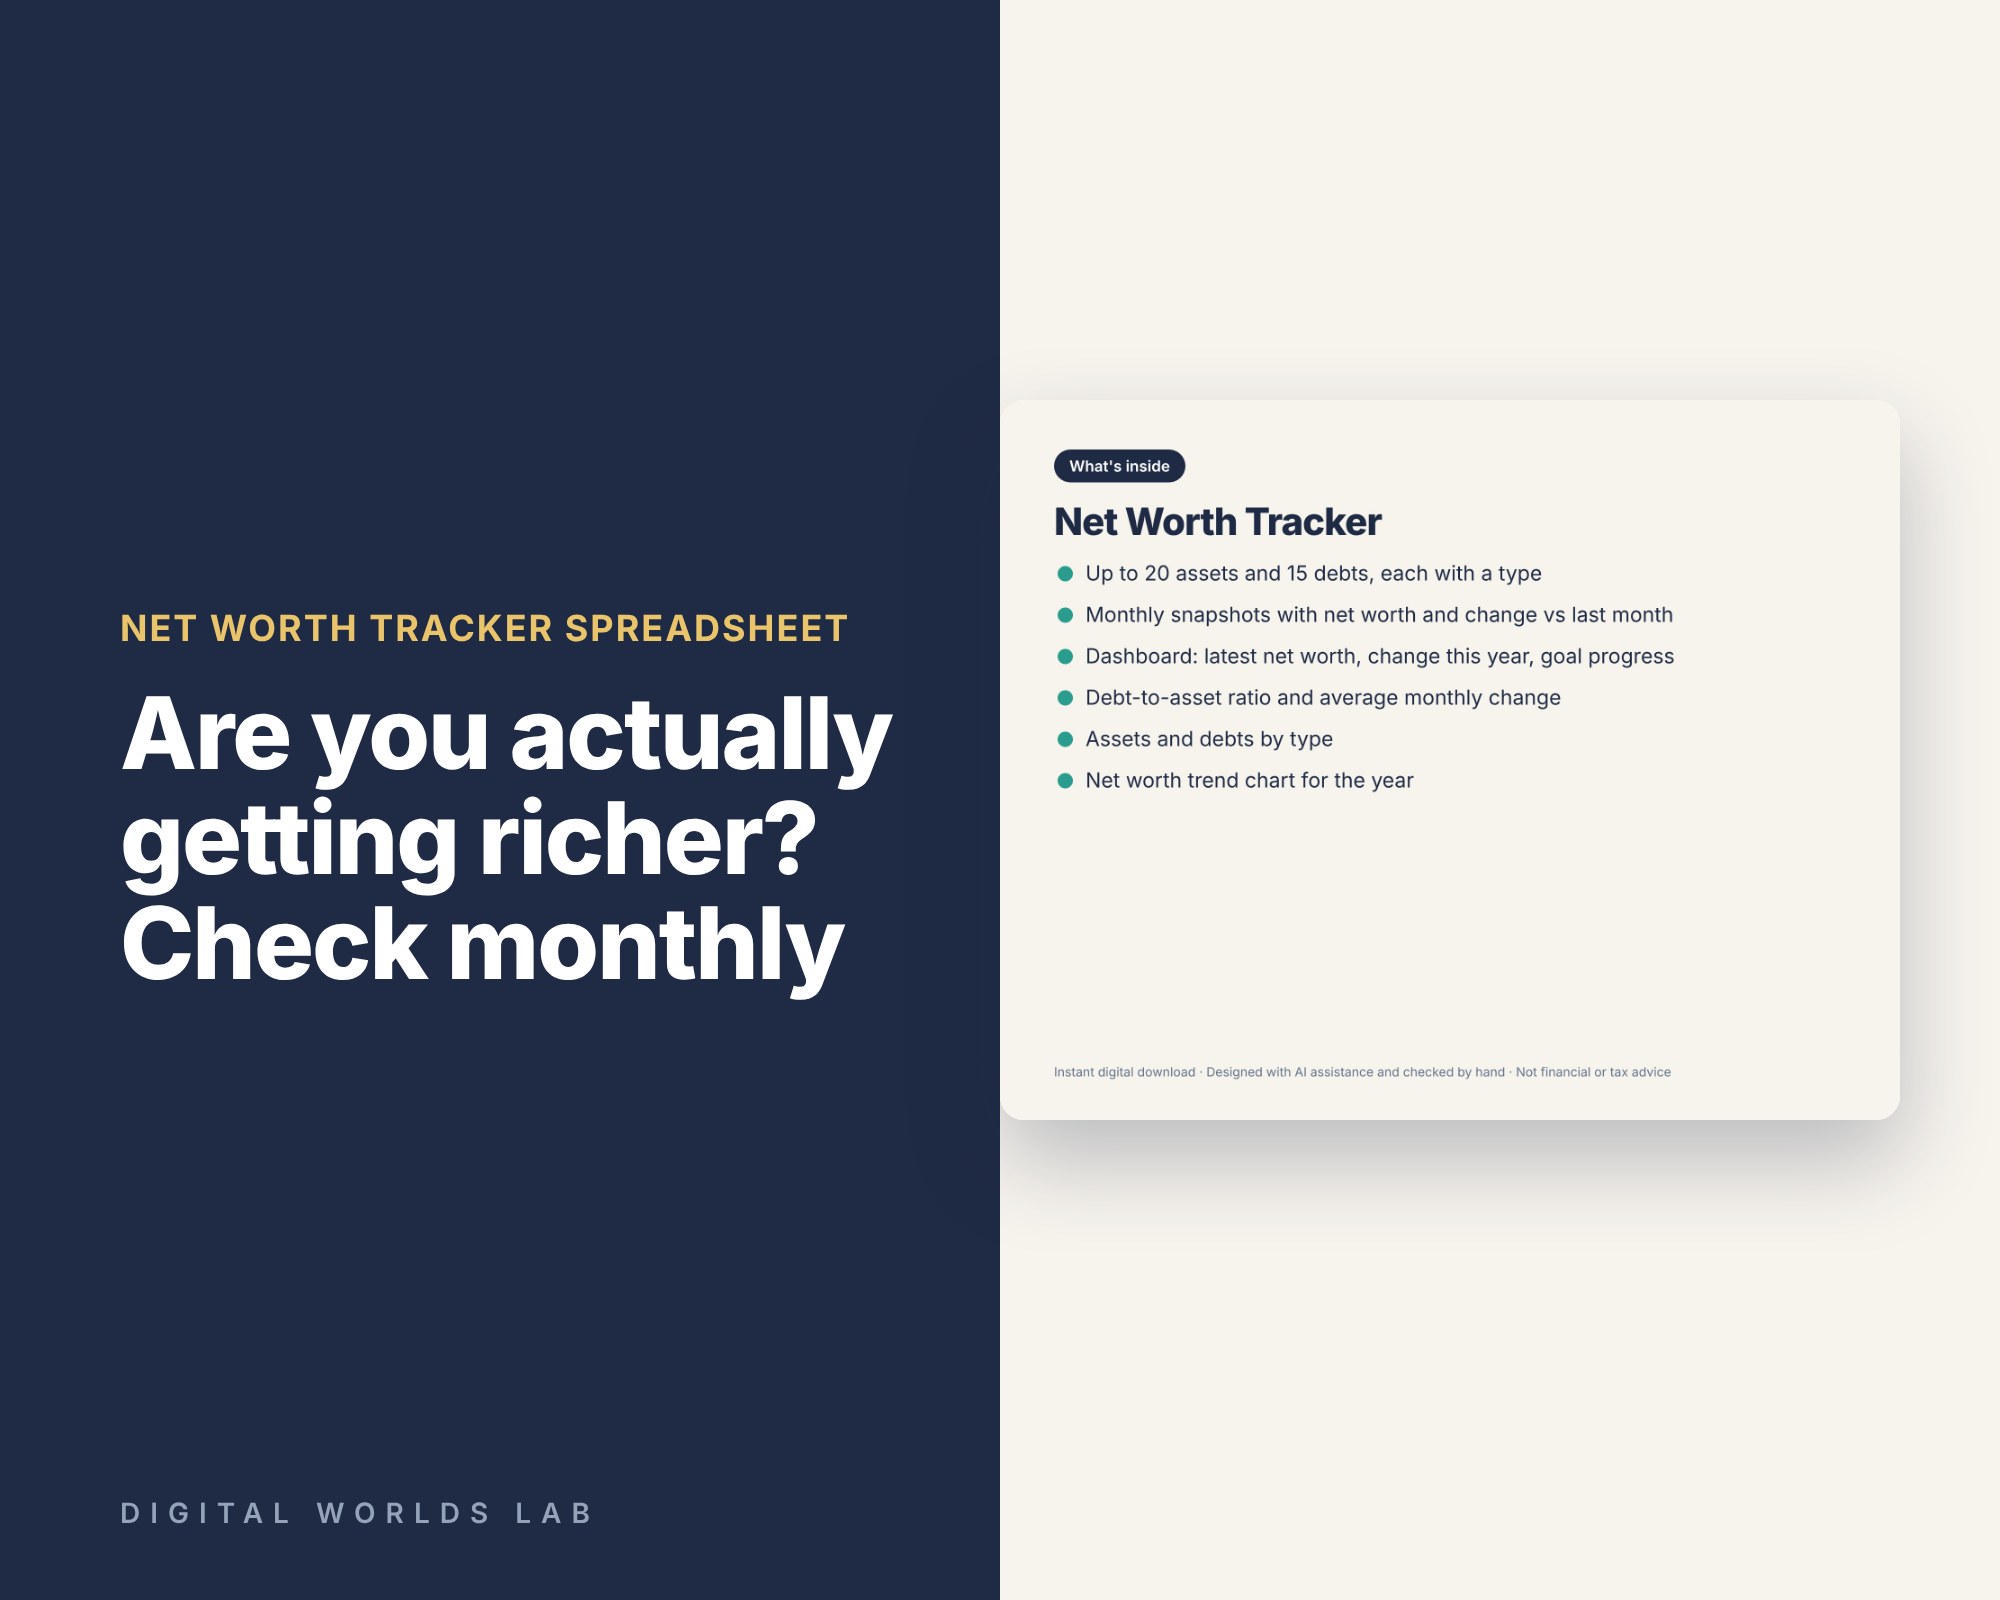 NET WORTH TRACKER SPREADSHEET
Are you actually
getting richer?
Check monthly
DIGITAL WORLDS LAB
What's inside
Net Worth Tracker
Up to 20 assets and 15 debts, each with a type
Monthly snapshots with net worth and change vs last month
Dashboard: latest net worth, change this year, goal progress
Debt-to-asset ratio and average monthly change
Assets and debts by type
Net worth trend chart for the year
Instant digital download · Designed with AI assistance and checked by hand · Not financial or tax advice